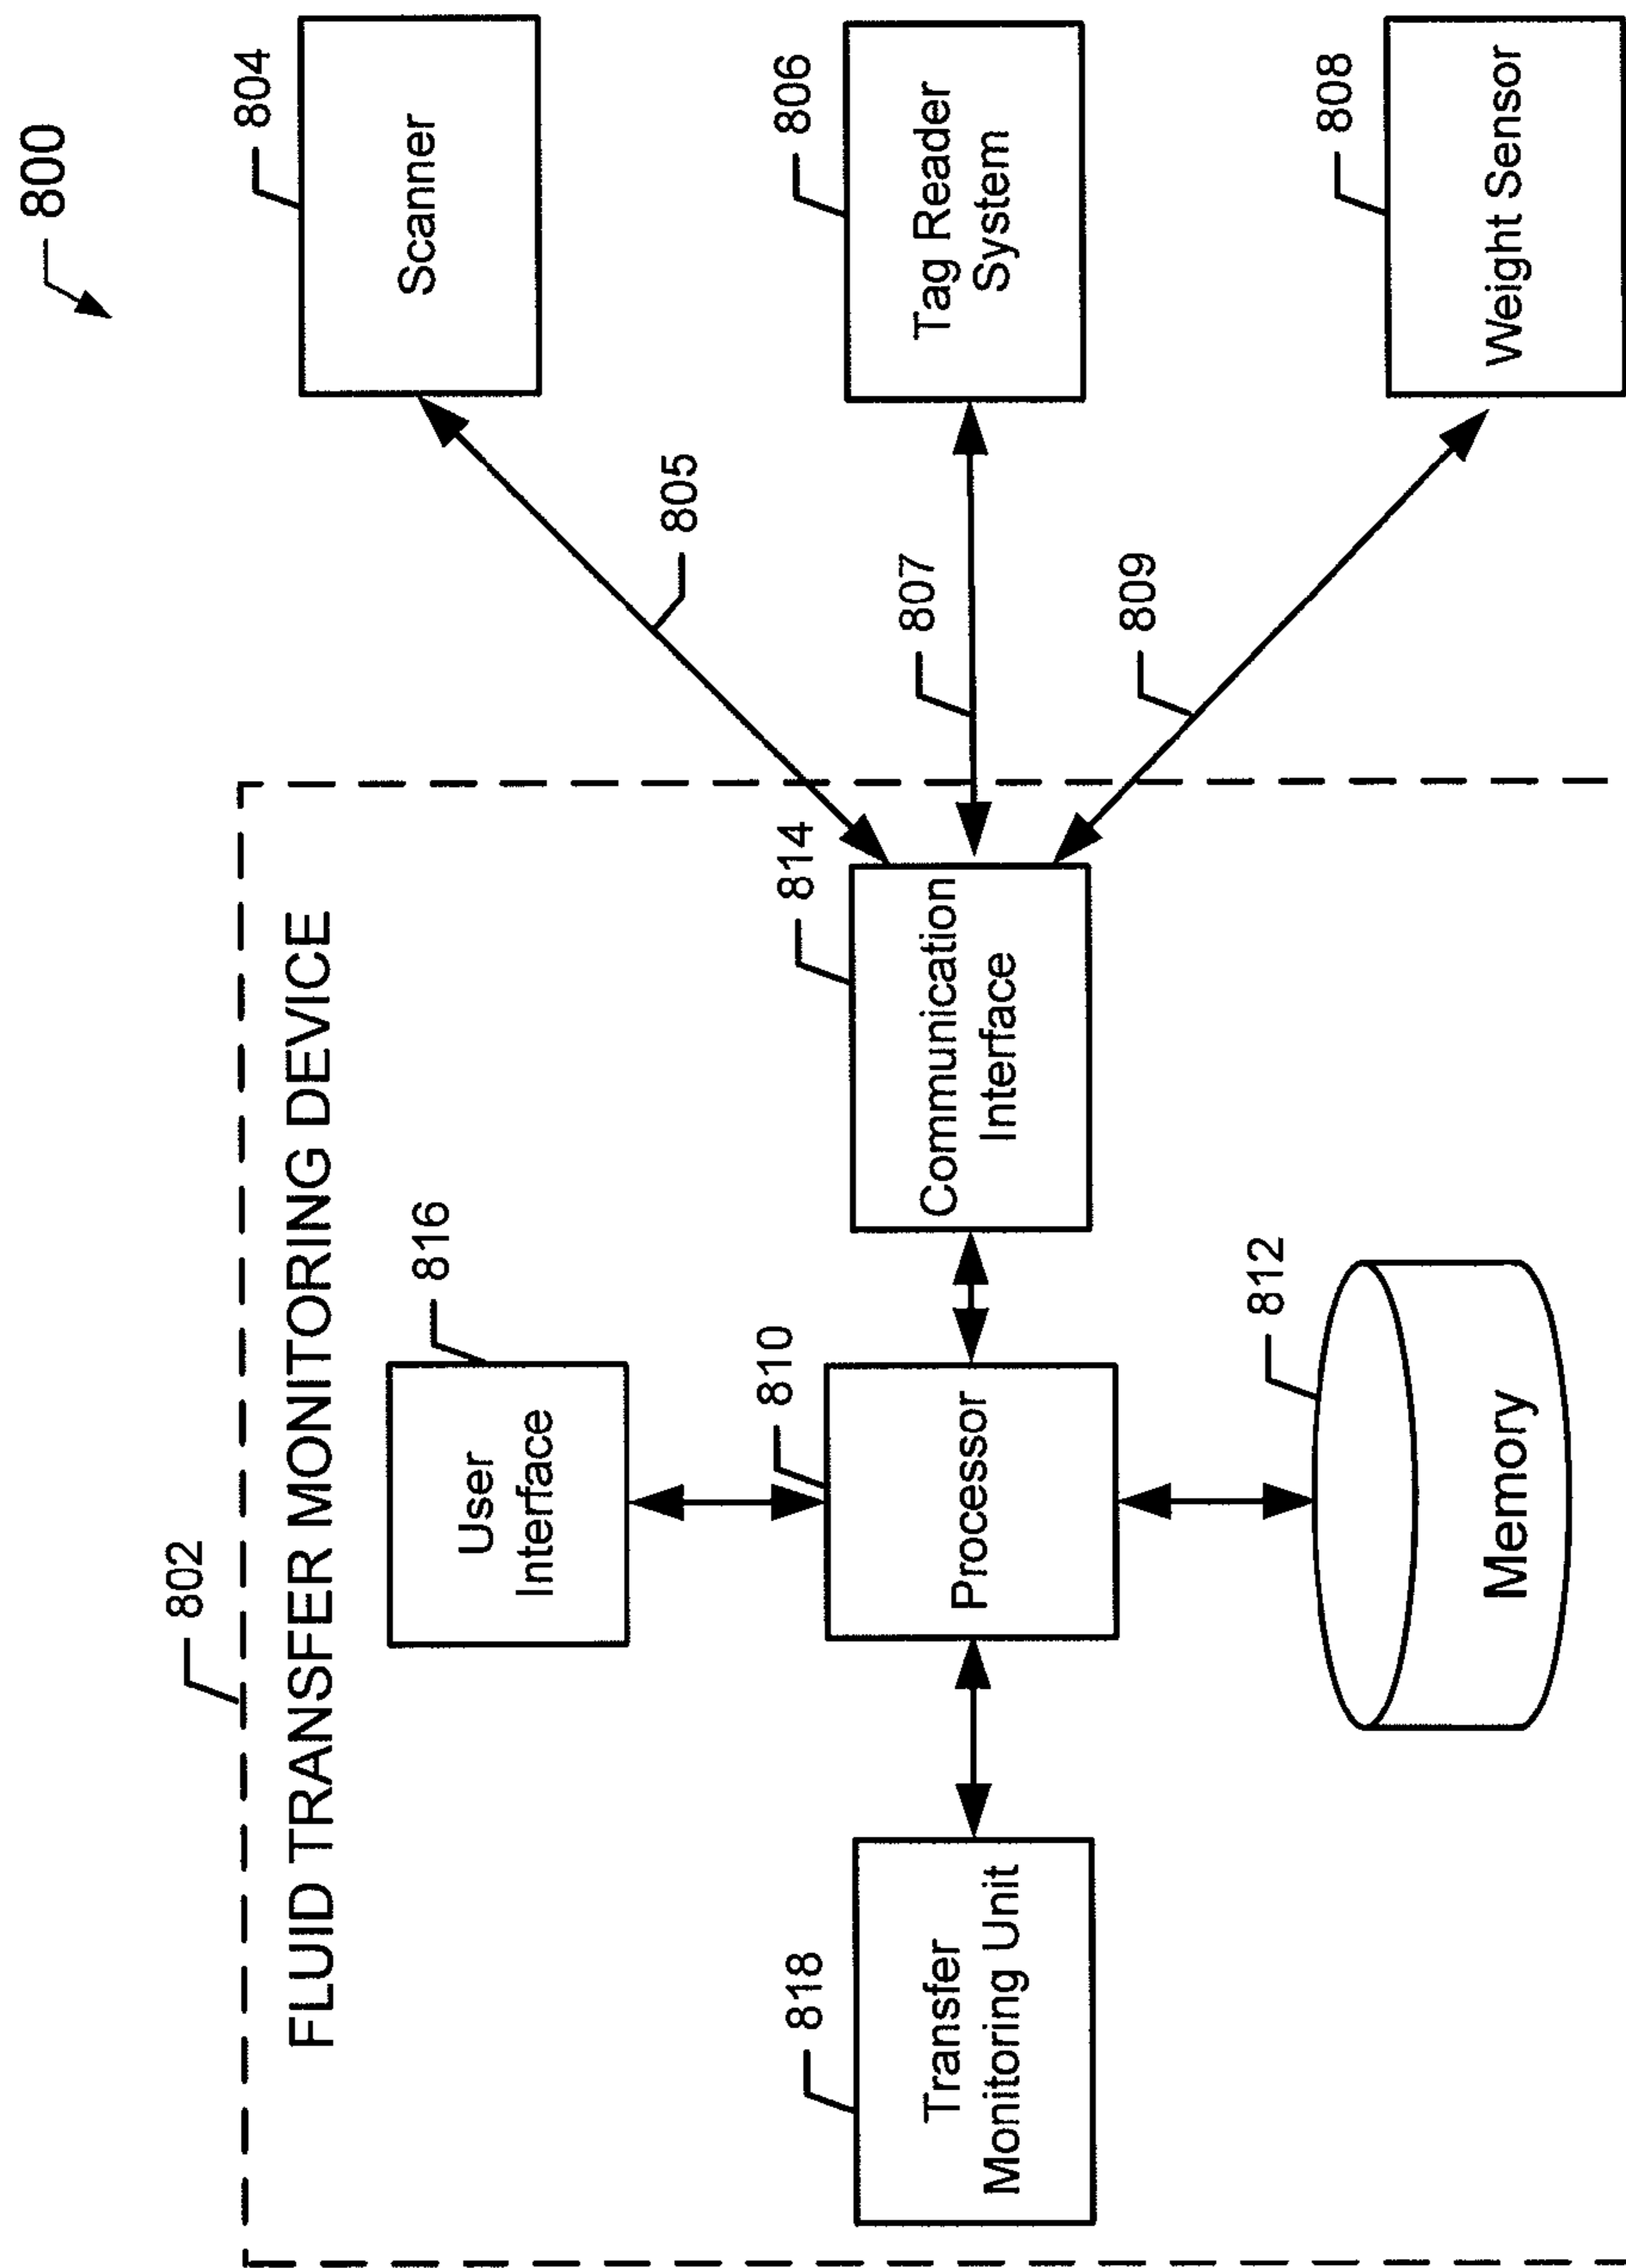 800
802
FLUID TRANSFER MONITORING DEVICE
816
User
Interface
818
Transfer
Monitoring Unit
810
Processor
814
Communication
Interface
812
Memory
805
807
809
804
Scanner
806
Tag Reader
System
808
Weight Sensor